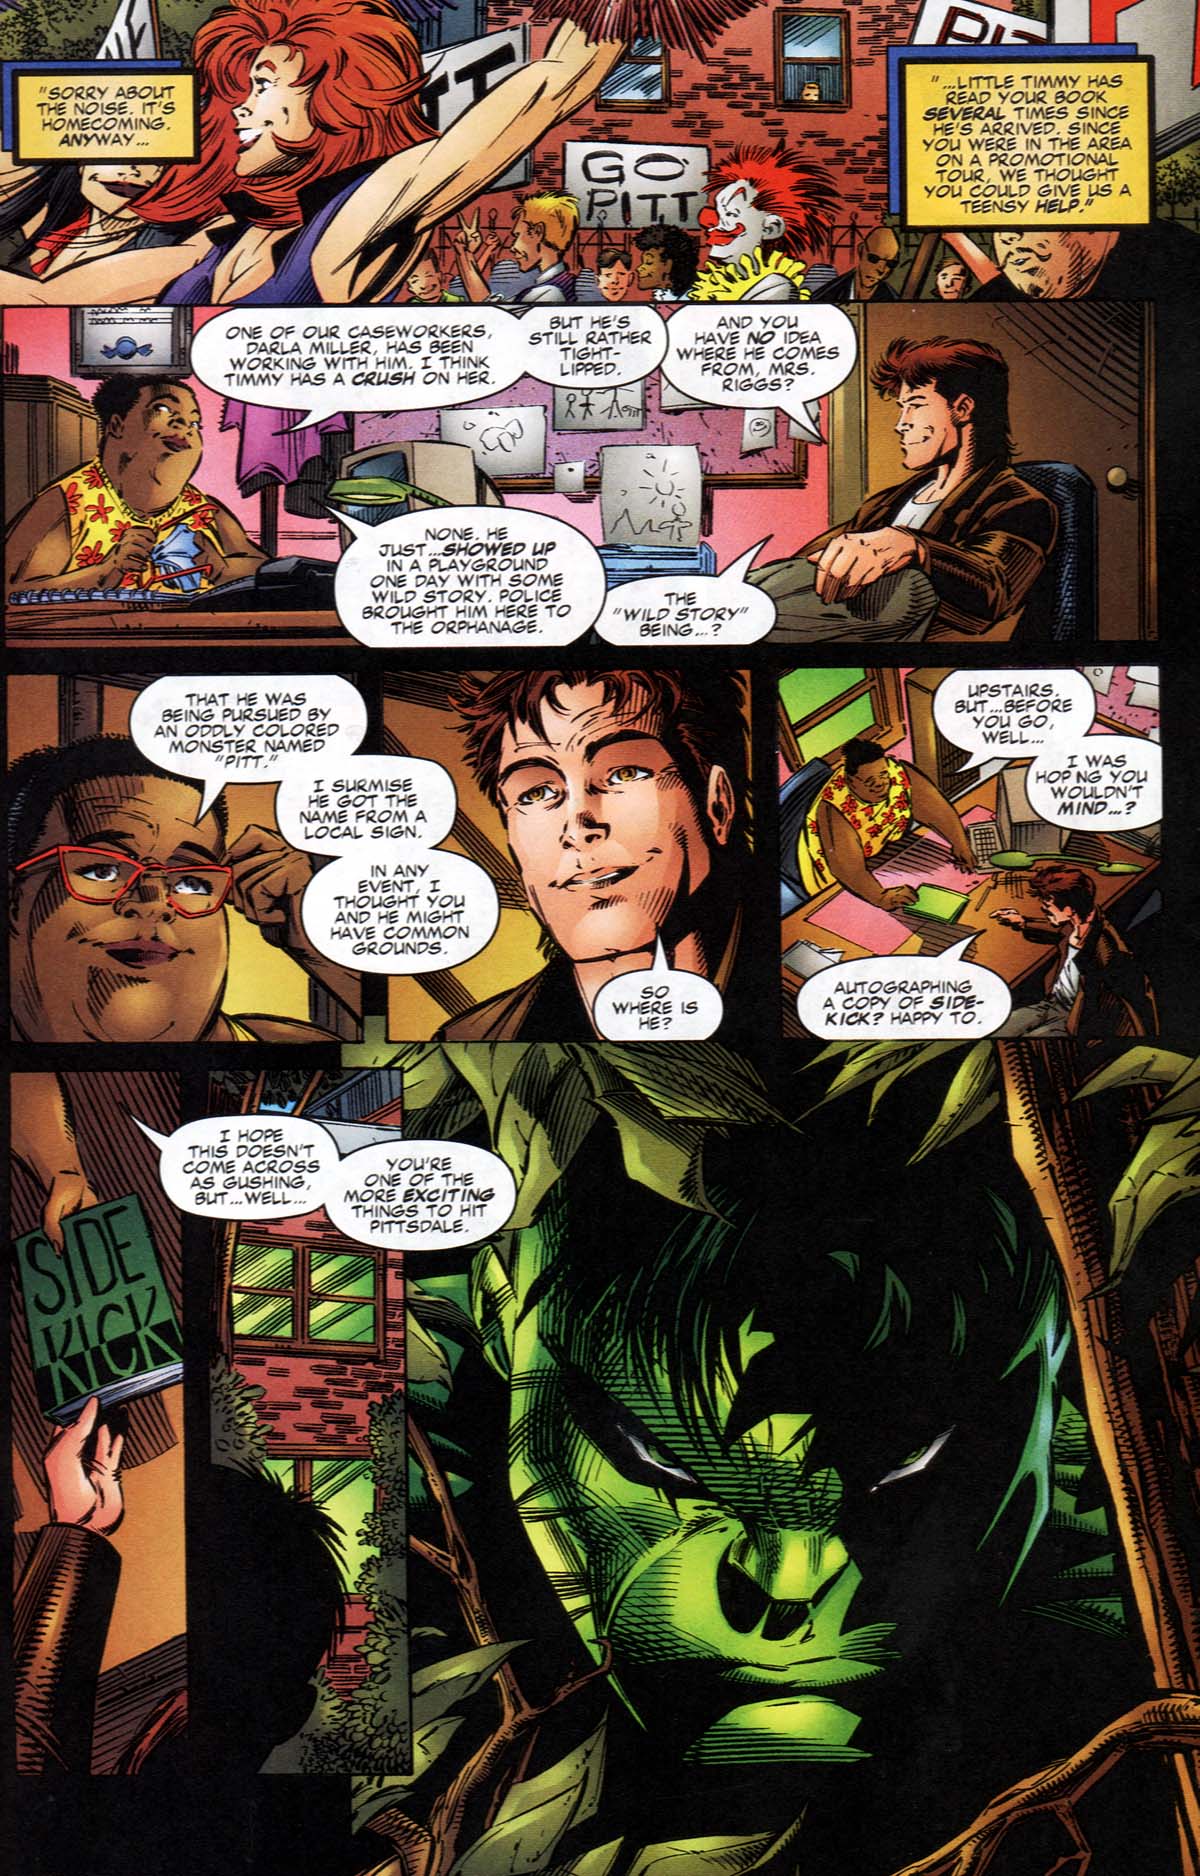 PITT
"SORRY ABOUT
THE NOISE. IT'S
HOMECOMING.
ANYWAY...
GO
PITT
"...LITTLE TIMMY HAS
READ YOUR BOOK
SEVERAL TIMES SINCE
HE'S ARRIVED. SINCE
YOU WERE IN THE AREA
ON A PROMOTIONAL
TOUR, WE THOUGHT
YOU COULD GIVE US A
TEENSY HELP."
ONE OF OUR CASEWORKERS,
DARLA MILLER, HAS BEEN
WORKING WITH HIM. I THINK
TIMMY HAS A CRUSH ON HER.
BUT HE'S
STILL RATHER
TIGHT-
LIPPED.
AND YOU
HAVE NO IDEA
WHERE HE COMES
FROM, MRS.
RIGGS?
NONE. HE
JUST...SHOWED UP
IN A PLAYGROUND
ONE DAY WITH SOME
WILD STORY. POLICE
BROUGHT HIM HERE TO
THE ORPHANAGE.
THE
"WILD STORY"
BEING...?
THAT HE WAS
BEING PURSUED BY
AN ODDLY COLORED
MONSTER NAMED
"PITT."
I SURMISE
HE GOT THE
NAME FROM A
LOCAL SIGN.
IN ANY
EVENT, I
THOUGHT YOU
AND HE MIGHT
HAVE COMMON
GROUNDS.
SO
WHERE IS
HE?
UPSTAIRS.
BUT...BEFORE
YOU GO,
WELL...
I WAS
HOPING YOU
WOULDN'T
MIND...?
AUTOGRAPHING
A COPY OF SIDE-
KICK? HAPPY TO.
I HOPE
THIS DOESN'T
COME ACROSS
AS GUSHING,
BUT...WELL...
YOU'RE
ONE OF THE
MORE EXCITING
THINGS TO HIT
PITTSDALE.
SIDE
KICK